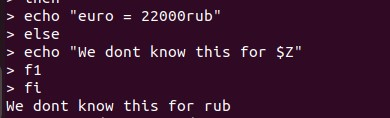 > then
> echo "euro = 22000rub"
> else
> echo "We dont know this for $Z"
> f1
> fi
We dont know this for rub